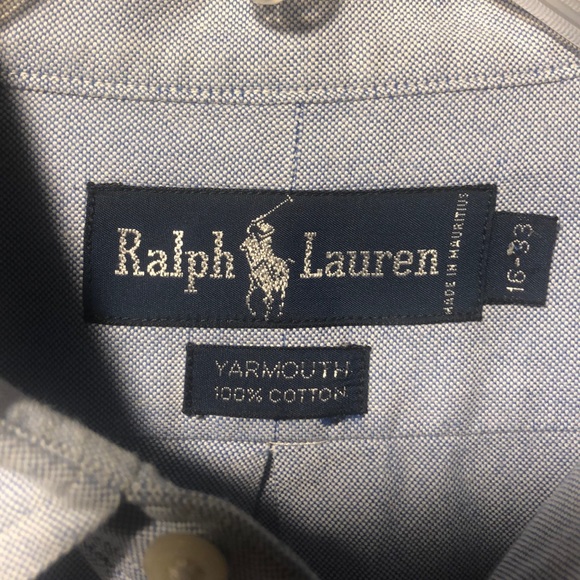 Ralph Lauren
MADE IN MAURITIUS
16-33
YARMOUTH
100% COTTON